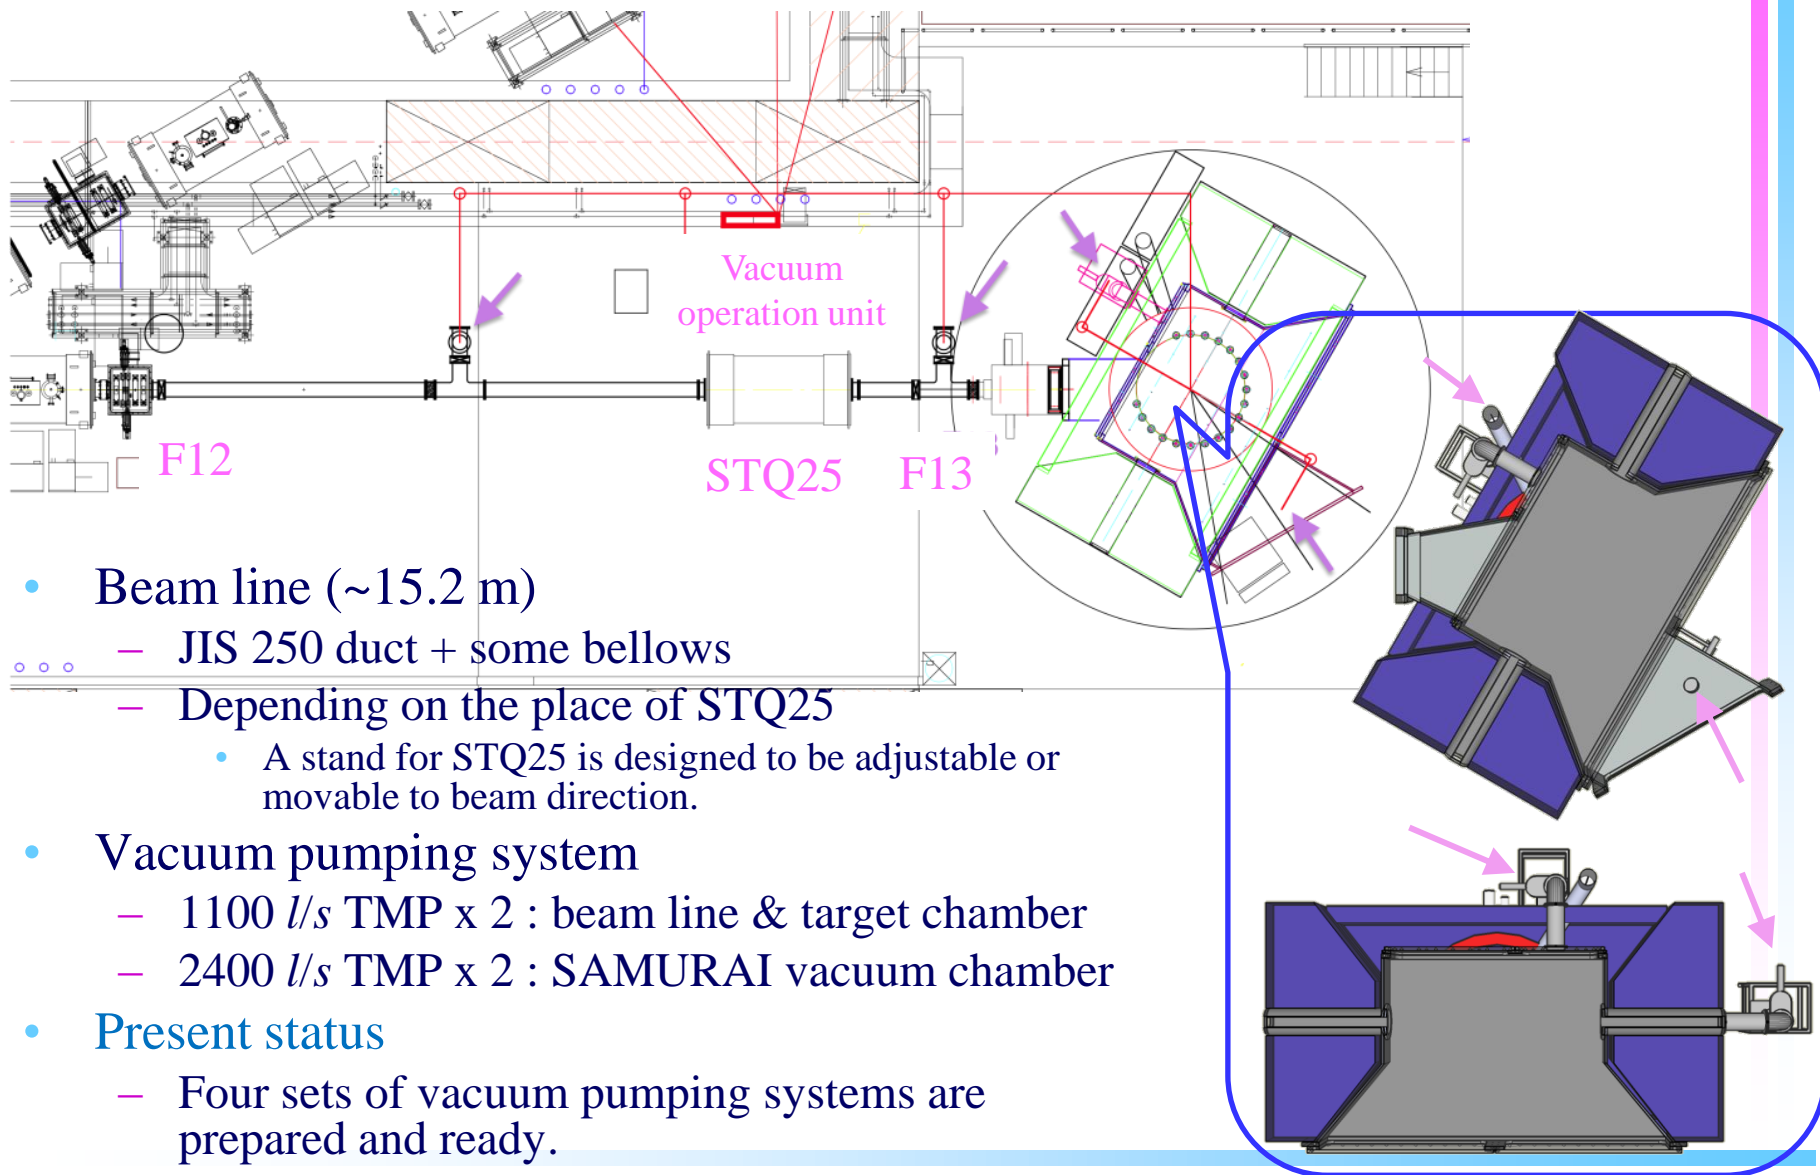 Vacuum
operation unit
F12
STQ25
F13
• Beam line (~15.2 m)
– JIS 250 duct + some bellows
– Depending on the place of STQ25
• A stand for STQ25 is designed to be adjustable or
movable to beam direction.
• Vacuum pumping system
– 1100 l/s TMP x 2 : beam line & target chamber
– 2400 l/s TMP x 2 : SAMURAI vacuum chamber
• Present status
– Four sets of vacuum pumping systems are
prepared and ready.